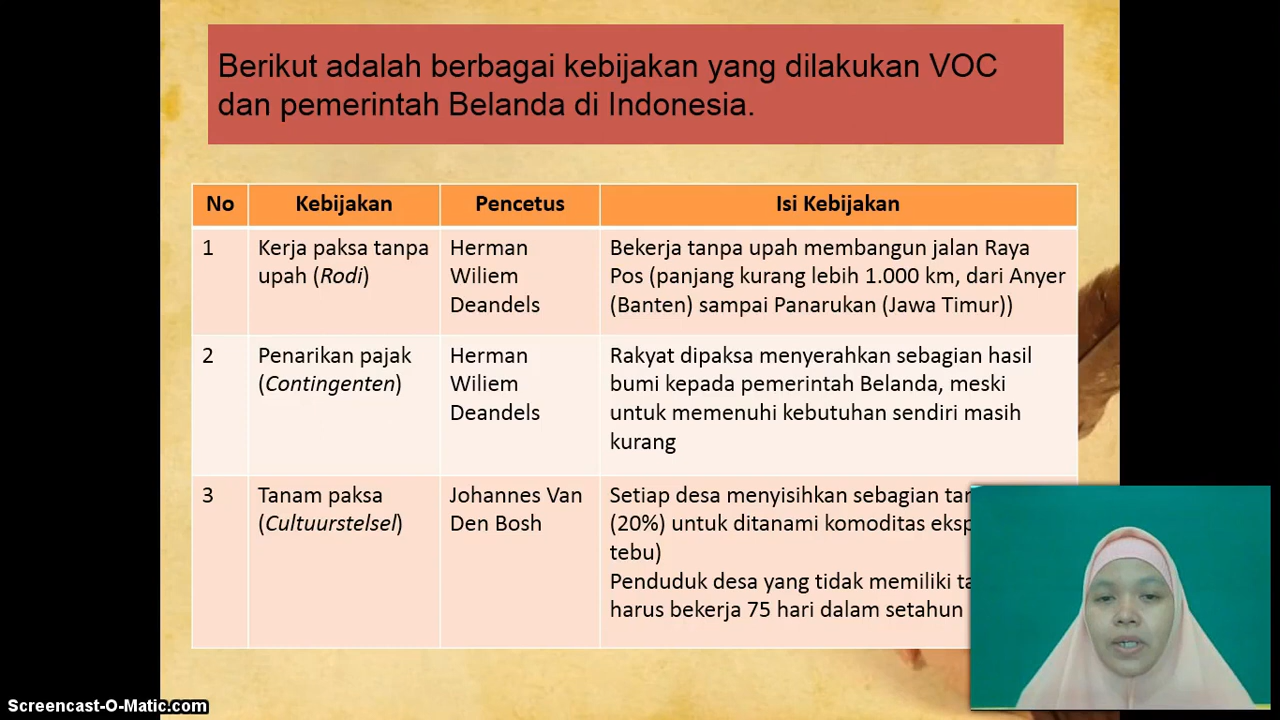 Berikut adalah berbagai kebijakan yang dilakukan VOC
dan pemerintah Belanda di Indonesia.
No Kebijakan Pencetus Isi Kebijakan
1
Kerja paksa tanpa
upah (Rodi)
Herman
Wiliem
Deandels
Bekerja tanpa upah membangun jalan Raya
Pos (panjang kurang lebih 1.000 km, dari Anyer
(Banten) sampai Panarukan (Jawa Timur))
2
Penarikan pajak
(Contingenten)
Herman
Wiliem
Deandels
Rakyat dipaksa menyerahkan sebagian hasil
bumi kepada pemerintah Belanda, meski
untuk memenuhi kebutuhan sendiri masih
kurang
3
Tanam paksa
(Cultuurstelsel)
Johannes Van
Den Bosh
Setiap desa menyisihkan sebagian
(20%) untuk ditanami komoditas
tebu)
Penduduk desa yang tidak memiliki
harus bekerja 75 hari dalam setahun
Screencast-O-Matic.com